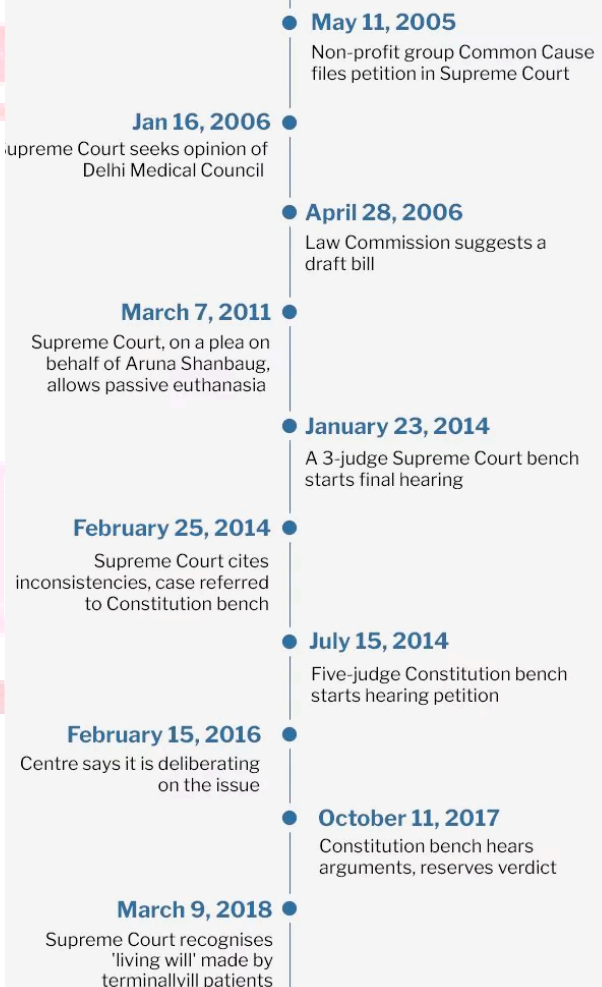 May 11, 2005
Non-profit group Common Cause
files petition in Supreme Court
Jan 16, 2006
upreme Court seeks opinion of
Delhi Medical Council
April 28, 2006
Law Commission suggests a
draft bill
March 7, 2011
Supreme Court, on a plea on
behalf of Aruna Shanbaug,
allows passive euthanasia
January 23, 2014
A 3-judge Supreme Court bench
starts final hearing
February 25, 2014
Supreme Court cites
inconsistencies, case referred
to Constitution bench
July 15, 2014
Five-judge Constitution bench
starts hearing petition
February 15, 2016
Centre says it is deliberating
on the issue
October 11, 2017
Constitution bench hears
arguments, reserves verdict
March 9, 2018
Supreme Court recognises
'living will' made by
terminallvill patients